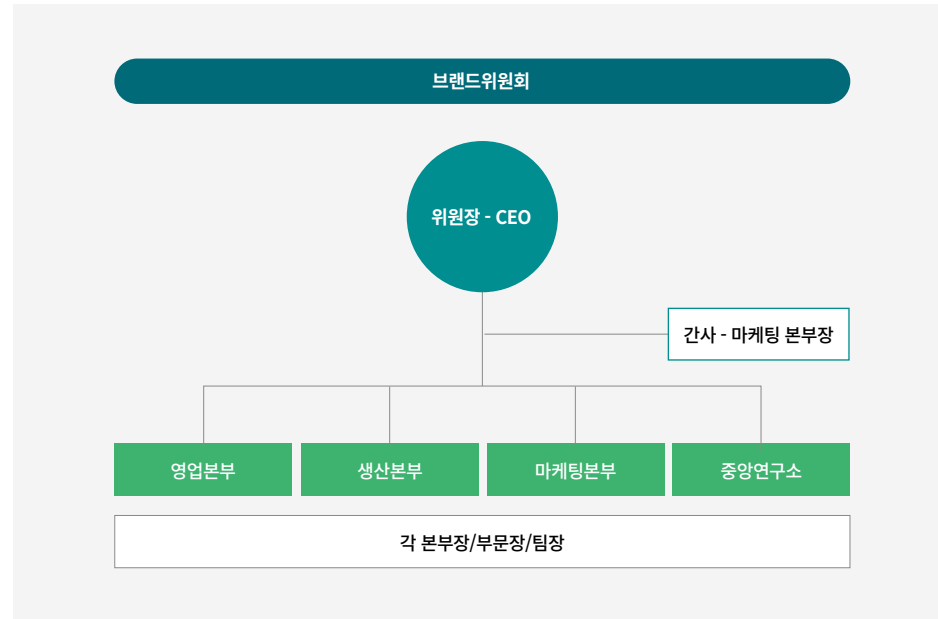 브랜드위원회
위원장 - CEO
간사 - 마케팅 본부장
영업본부
생산본부
마케팅본부
중앙연구소
각 본부장/부문장/팀장